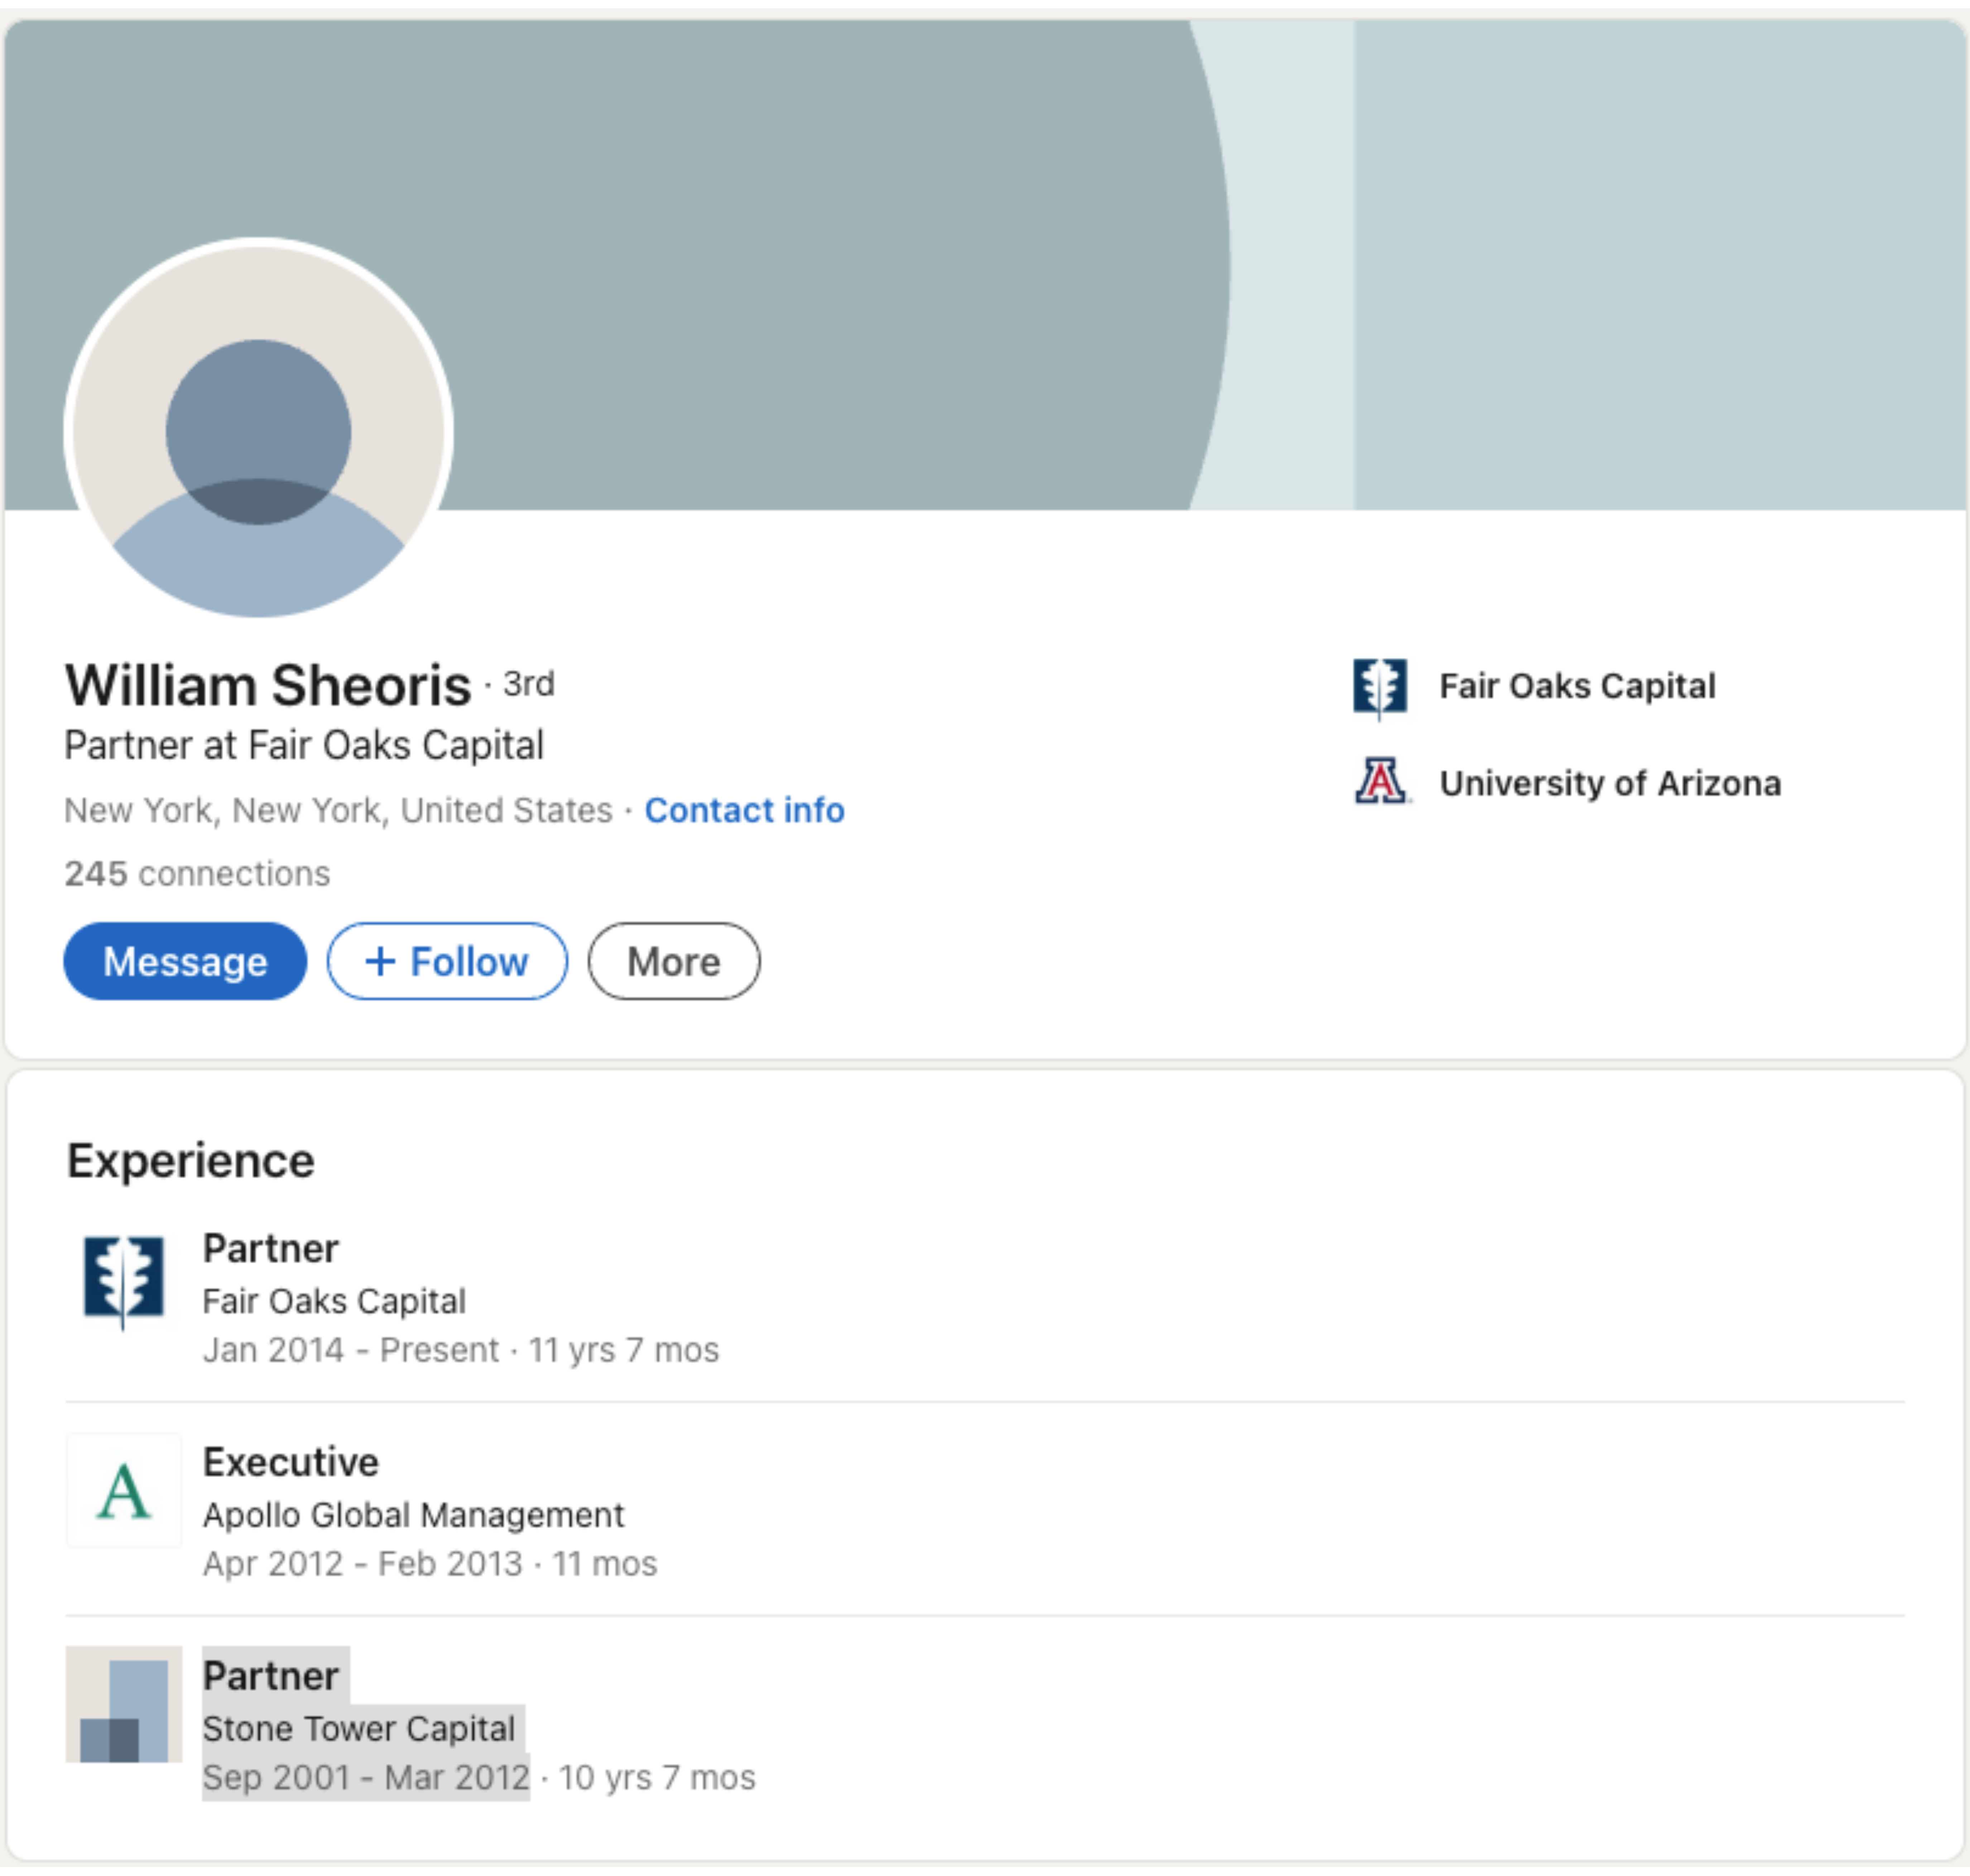 William Sheoris · 3rd
Partner at Fair Oaks Capital
New York, New York, United States · Contact info
245 connections
Message
+ Follow
More
Fair Oaks Capital
A
University of Arizona
Experience
Partner
Fair Oaks Capital
Jan 2014 - Present · 11 yrs 7 mos
A
Executive
Apollo Global Management
Apr 2012 - Feb 2013 · 11 mos
Partner
Stone Tower Capital
Sep 2001 - Mar 2012 · 10 yrs 7 mos